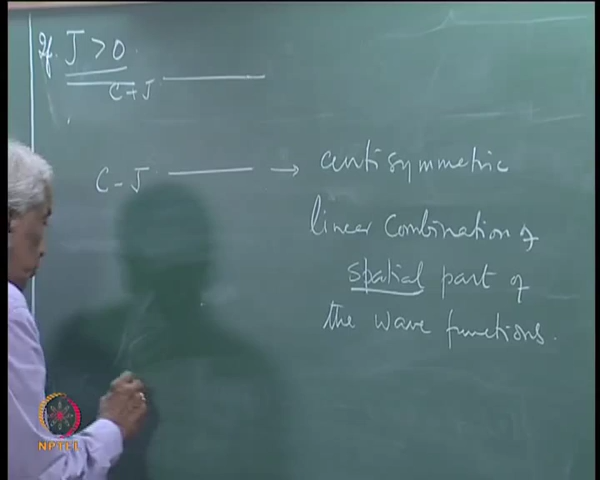 If J > 0
C + J
C - J → antisymmetric
linear combination of
spatial part of
the wave functions.
NPTEL